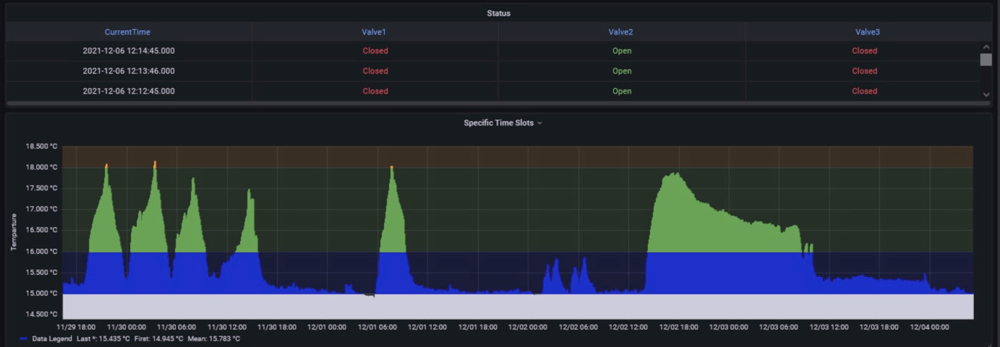 Status
CurrentTime Valve1 Valve2 Valve3
2021-12-06 12:14:45.000 Closed Open Closed
2021-12-06 12:13:46.000 Closed Open Closed
2021-12-06 12:12:45.000 Closed Open Closed
Specific Time Slots
18.500 °C
18.000 °C
17.500 °C
17.000 °C
16.500 °C
16.000 °C
15.500 °C
15.000 °C
14.500 °C
Temparture
11/29 18:00 11/30 00:00 11/30 06:00 11/30 12:00 11/30 18:00 12/01 00:00 12/01 06:00 12/01 12:00 12/01 18:00 12/02 00:00 12/02 06:00 12/02 12:00 12/02 18:00 12/03 00:00 12/03 06:00 12/03 12:00 12/03 18:00 12/04 00:00
Data Legend Last *: 15.435 °C First: 14.945 °C Mean: 15.783 °C